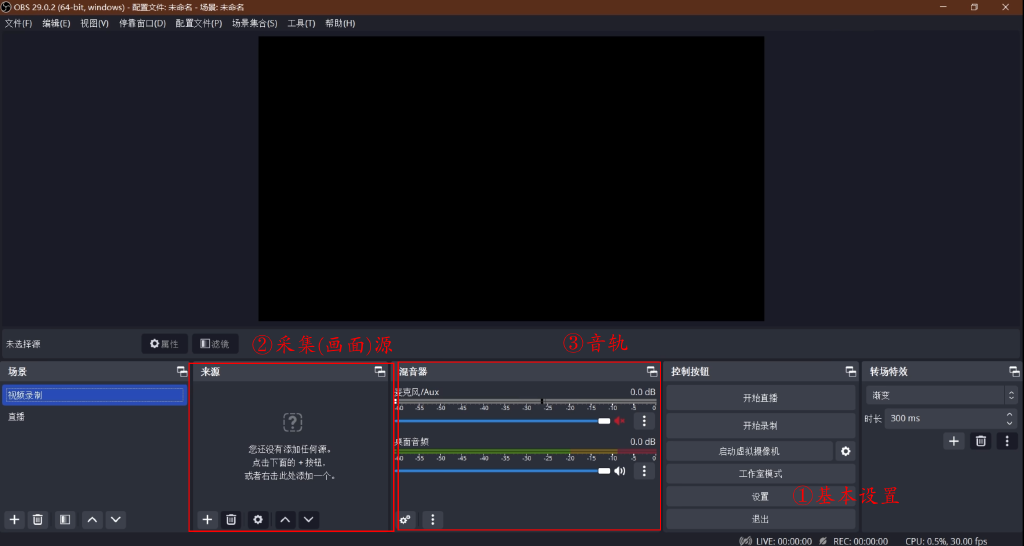 OBS 29.0.2 (64-bit, windows) - 配置文件: 未命名 - 场景: 未命名
文件(F) 编辑(E) 视图(V) 停靠窗口(D) 配置文件(P) 场景集合(S) 工具(T) 帮助(H)
未选择源 属性 滤镜
②采集(画面)源
③音轨
场景
视频录制
直播
来源
您还没有添加任何源。
点击下面的 + 按钮,
或者右击此处添加一个。
混音器
麦克风/Aux 0.0 dB
-60 -55 -50 -45 -40 -35 -30 -25 -20 -15 -10 -5 0
桌面音频 0.0 dB
-60 -55 -50 -45 -40 -35 -30 -25 -20 -15 -10 -5 0
控制按钮
开始直播
开始录制
启动虚拟摄像机
工作室模式
设置
①基本设置
退出
转场特效
渐变
时长 300 ms
LIVE: 00:00:00 REC: 00:00:00 CPU: 0.5%, 30.00 fps